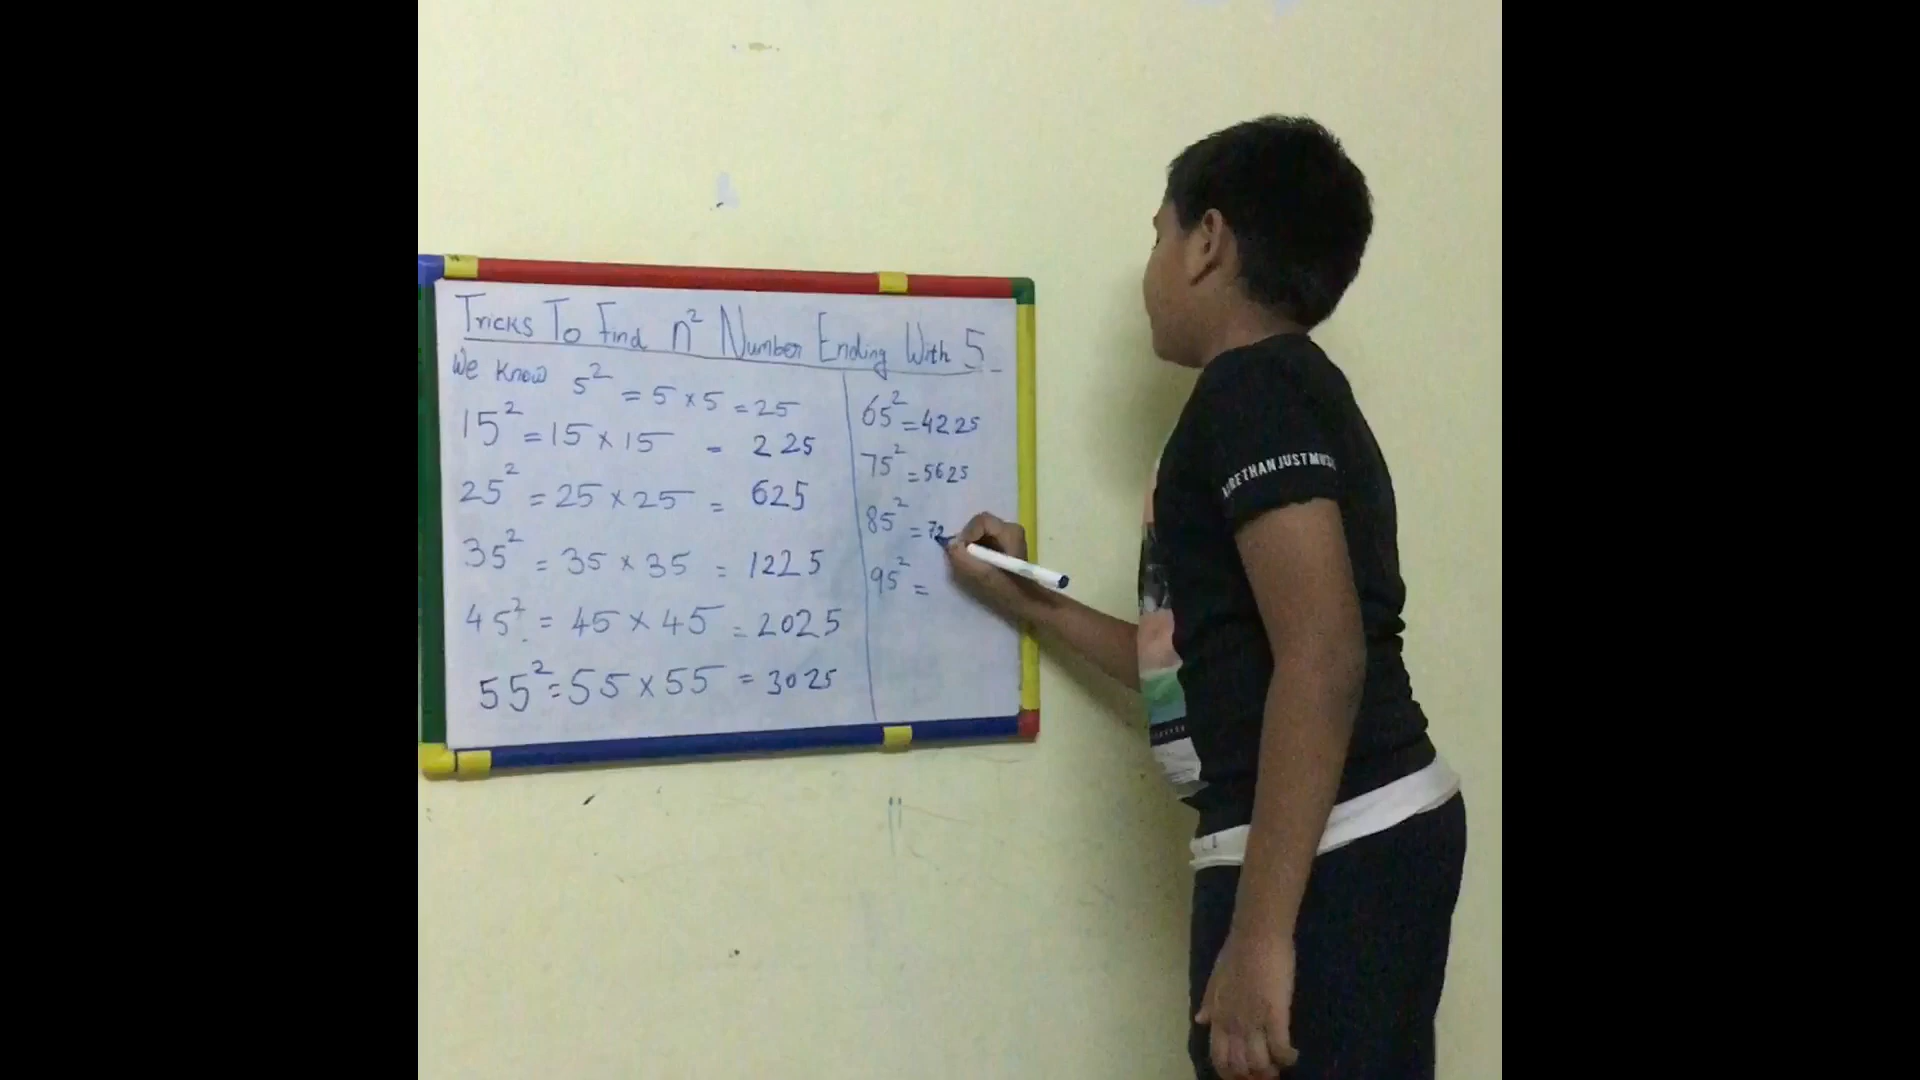 Tricks To Find n² Number Ending With 5
We know 5² = 5 × 5 = 25
15² = 15 × 15 = 225
25² = 25 × 25 = 625
35² = 35 × 35 = 1225
45² = 45 × 45 = 2025
55² = 55 × 55 = 3025
65² = 4225
75² = 5625
85² = 72
95² =